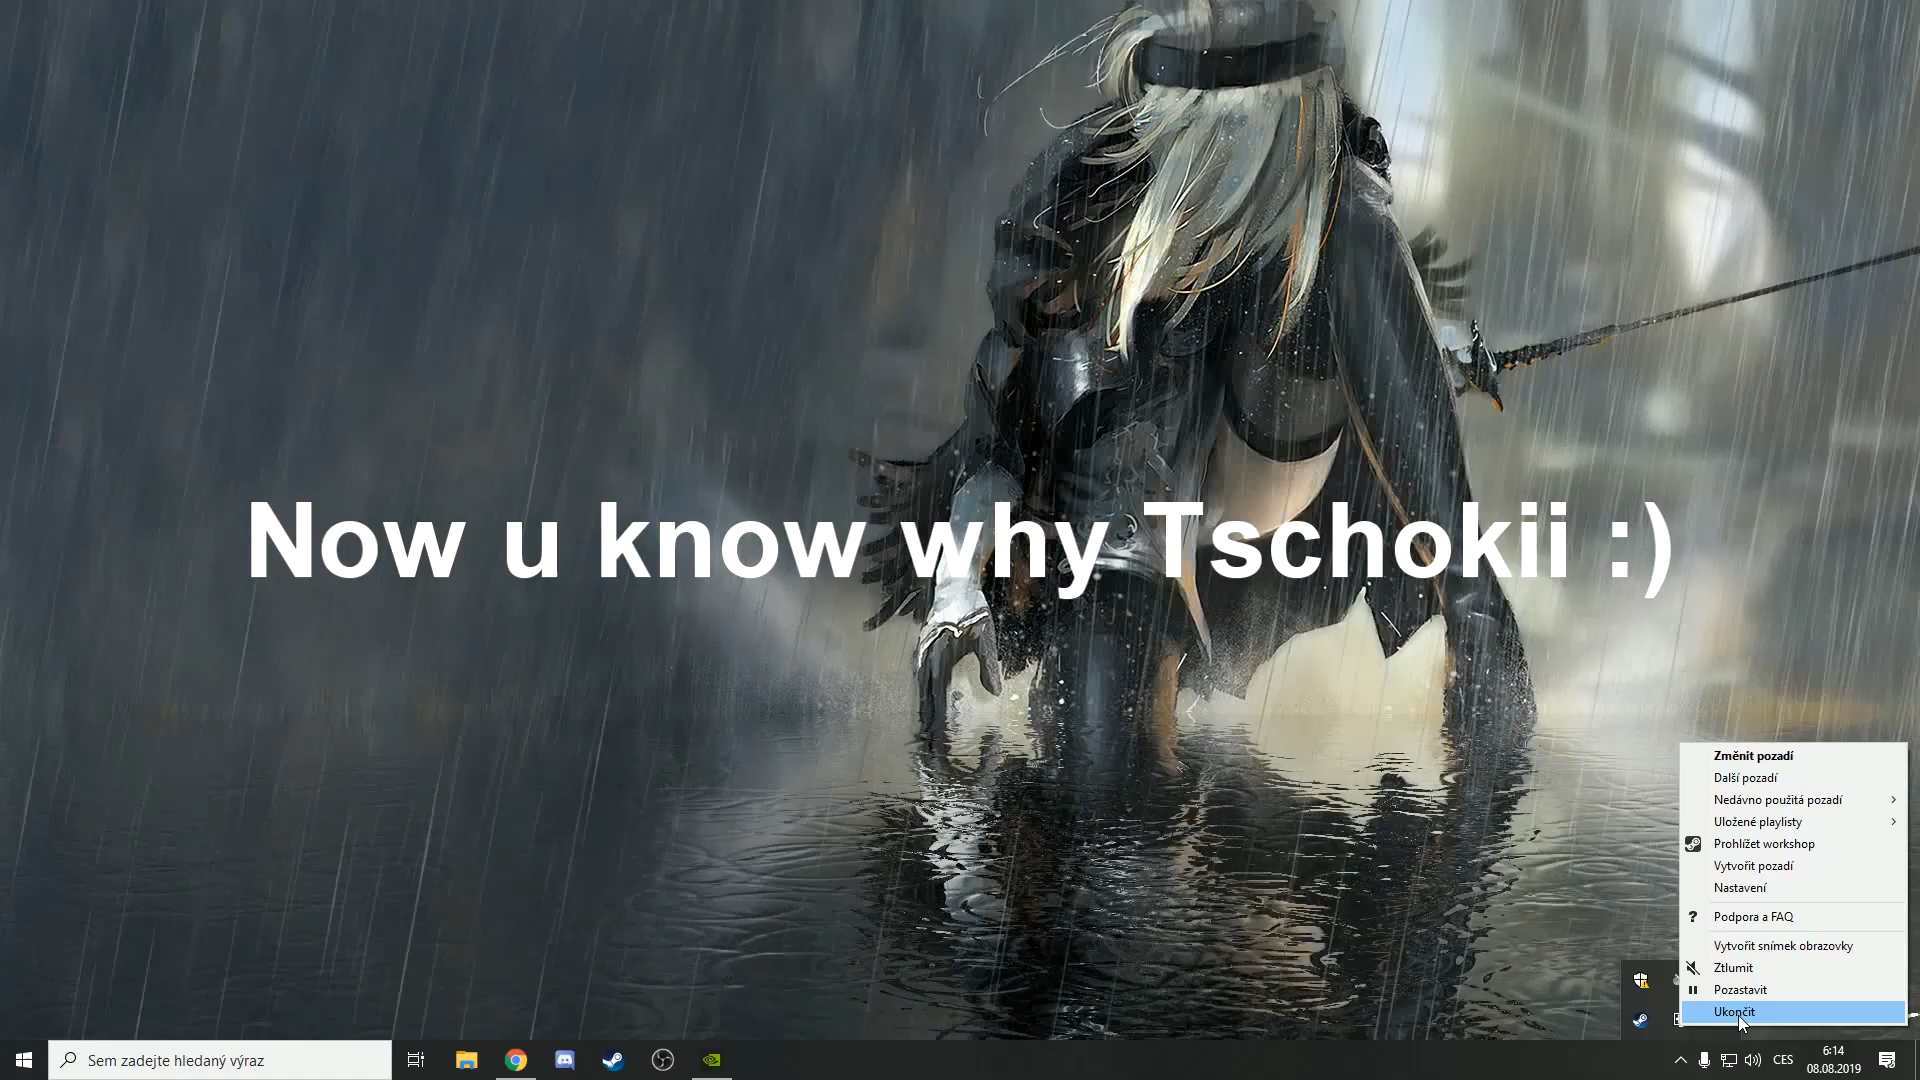 Now u know why Tschokii :)
Změnit pozadí
Další pozadí
Nedávno použitá pozadí
Uložené playlisty
Prohlížet workshop
Vytvořit pozadí
Nastavení
? Podpora a FAQ
Vytvořit snímek obrazovky
Ztlumit
Pozastavit
Ukončit
Sem zadejte hledaný výraz
CES
6:14
08.08.2019